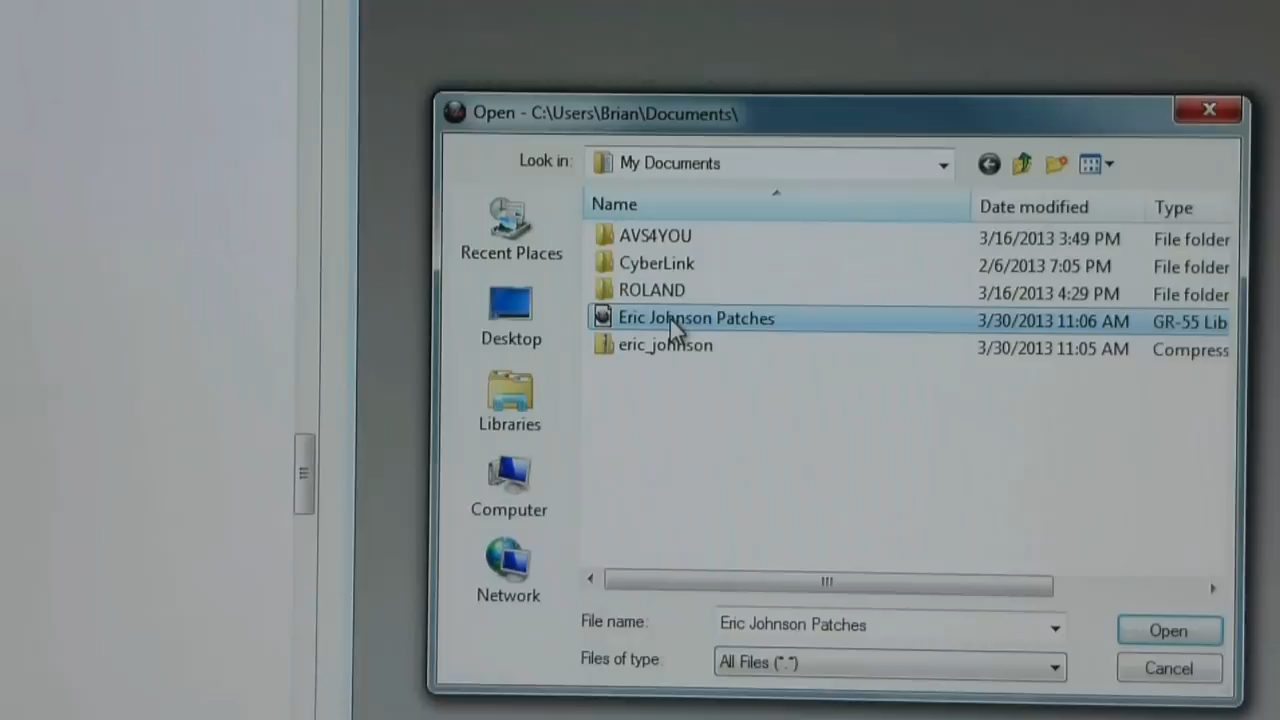 Open - C:\Users\Brian\Documents\
Look in: My Documents
Name Date modified Type
AVS4YOU 3/16/2013 3:49 PM File folder
CyberLink 2/6/2013 7:05 PM File folder
ROLAND 3/16/2013 4:29 PM File folder
Eric Johnson Patches 3/30/2013 11:06 AM GR-55 Lib
eric_johnson 3/30/2013 11:05 AM Compress
Recent Places
Desktop
Libraries
Computer
Network
File name: Eric Johnson Patches Open
Files of type: All Files (*.*) Cancel